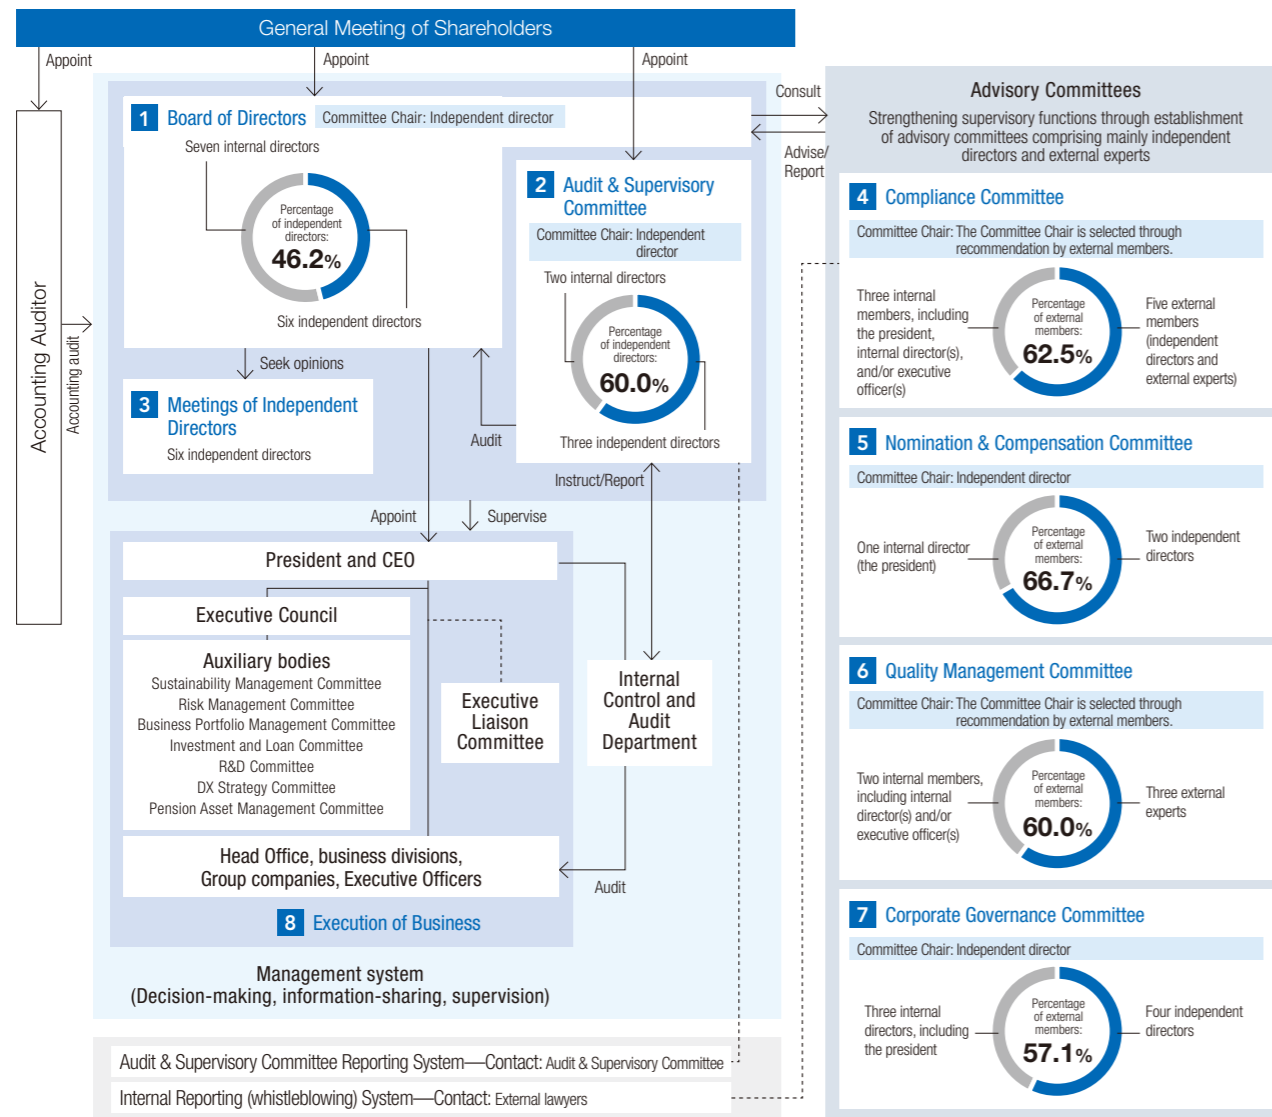 General Meeting of Shareholders
Appoint
Appoint
Appoint
Accounting Auditor
Accounting audit
1 Board of Directors
Committee Chair: Independent director
Seven internal directors
Percentage
of independent
directors:
46.2%
Six independent directors
Seek opinions
3 Meetings of Independent
Directors
Six independent directors
2 Audit & Supervisory
Committee
Committee Chair: Independent
director
Two internal directors
Percentage
of independent
directors:
60.0%
Three independent directors
Audit
Instruct/Report
Appoint
Supervise
President and CEO
Executive Council
Auxiliary bodies
Sustainability Management Committee
Risk Management Committee
Business Portfolio Management Committee
Investment and Loan Committee
R&D Committee
DX Strategy Committee
Pension Asset Management Committee
Executive
Liaison
Committee
Internal
Control and
Audit
Department
Head Office, business divisions,
Group companies, Executive Officers
Audit
8 Execution of Business
Management system
(Decision-making, information-sharing, supervision)
Audit & Supervisory Committee Reporting System—Contact: Audit & Supervisory Committee
Internal Reporting (whistleblowing) System—Contact: External lawyers
Consult
Advise/
Report
Advisory Committees
Strengthening supervisory functions through establishment
of advisory committees comprising mainly independent
directors and external experts
4 Compliance Committee
Committee Chair: The Committee Chair is selected through
recommendation by external members.
Three internal
members, including
the president,
internal director(s),
and/or executive
officer(s)
Percentage
of external
members:
62.5%
Five external
members
(independent
directors and
external experts)
5 Nomination & Compensation Committee
Committee Chair: Independent director
One internal director
(the president)
Percentage
of external
members:
66.7%
Two independent
directors
6 Quality Management Committee
Committee Chair: The Committee Chair is selected through
recommendation by external members.
Two internal members,
including internal
director(s) and/or
executive officer(s)
Percentage
of external
members:
60.0%
Three external
experts
7 Corporate Governance Committee
Committee Chair: Independent director
Three internal
directors, including
the president
Percentage
of external
members:
57.1%
Four independent
directors